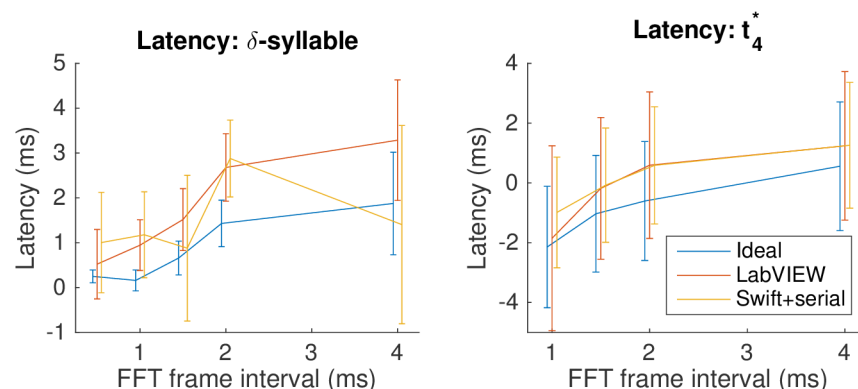 Latency: δ-syllable
5
4
3
2
1
0
-1
Latency (ms)
1
2
3
4
FFT frame interval (ms)
Latency: t*4
4
2
0
-2
-4
Latency (ms)
1
2
3
4
FFT frame interval (ms)
Ideal
LabVIEW
Swift+serial